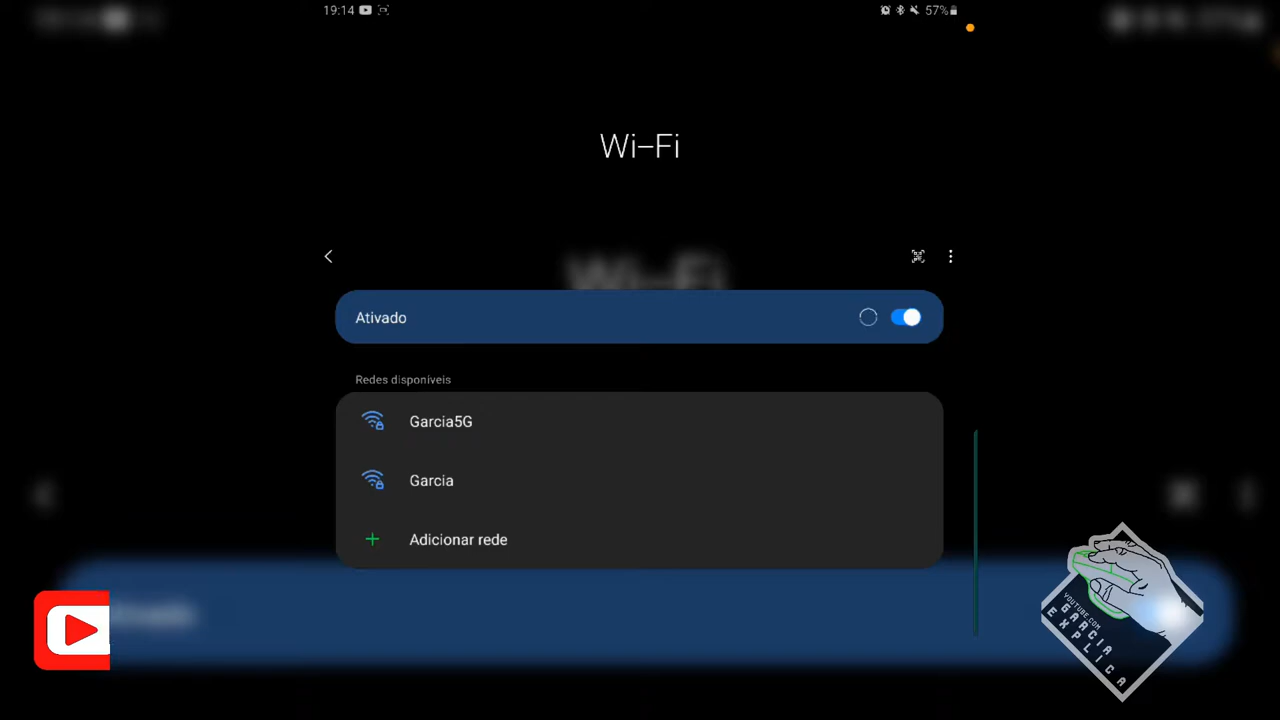 19:14
57%
Wi-Fi
Ativado
Redes disponíveis
Garcia5G
Garcia
Adicionar rede
YOUTUBE.COM
GARCIA
EXPLICA